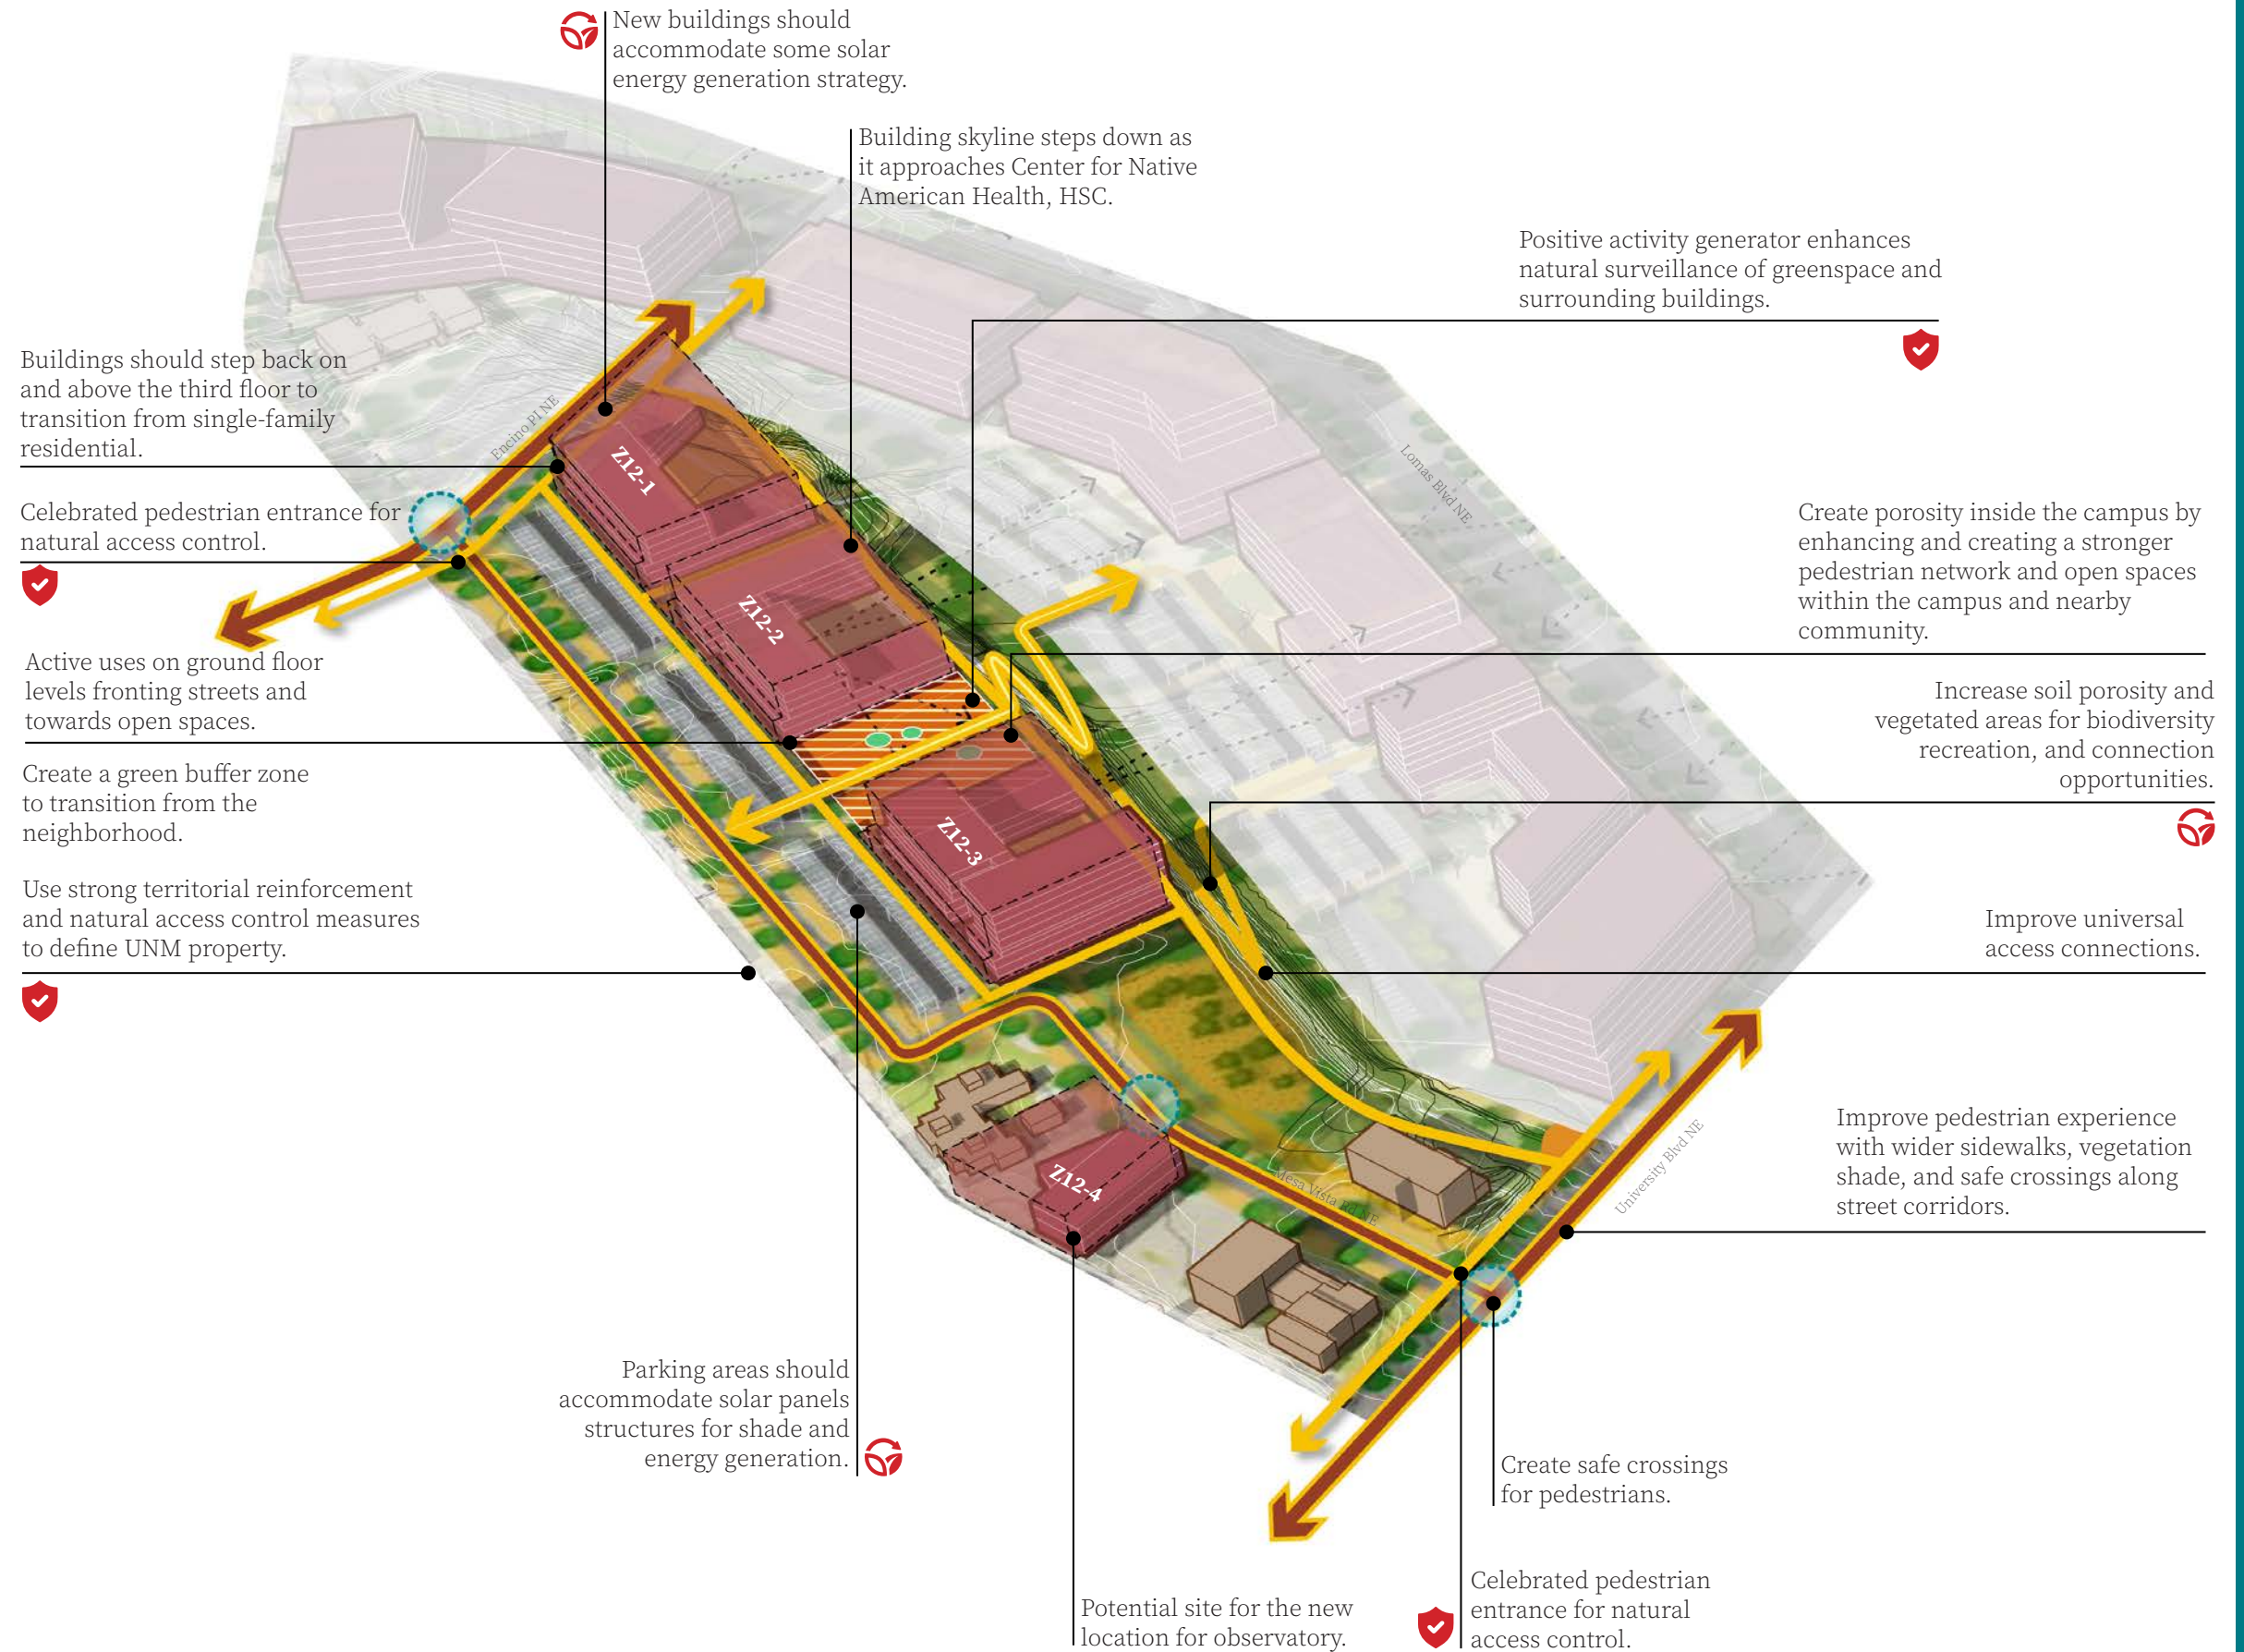 New buildings should
accommodate some solar
energy generation strategy.
Building skyline steps down as
it approaches Center for Native
American Health, HSC.
Positive activity generator enhances
natural surveillance of greenspace and
surrounding buildings.
Buildings should step back on
and above the third floor to
transition from single-family
residential.
Encino Pl NE
Z12-1
Lomas Blvd NE
Celebrated pedestrian entrance for
natural access control.
Create porosity inside the campus by
enhancing and creating a stronger
pedestrian network and open spaces
within the campus and nearby
community.
Z12-2
Active uses on ground floor
levels fronting streets and
towards open spaces.
Increase soil porosity and
vegetated areas for biodiversity
recreation, and connection
opportunities.
Create a green buffer zone
to transition from the
neighborhood.
Z12-3
Use strong territorial reinforcement
and natural access control measures
to define UNM property.
Improve universal
access connections.
Improve pedestrian experience
with wider sidewalks, vegetation
shade, and safe crossings along
street corridors.
University Blvd NE
Z12-4
Mesa Vista Rd NE
Parking areas should
accommodate solar panels
structures for shade and
energy generation.
Create safe crossings
for pedestrians.
Potential site for the new
location for observatory.
Celebrated pedestrian
entrance for natural
access control.